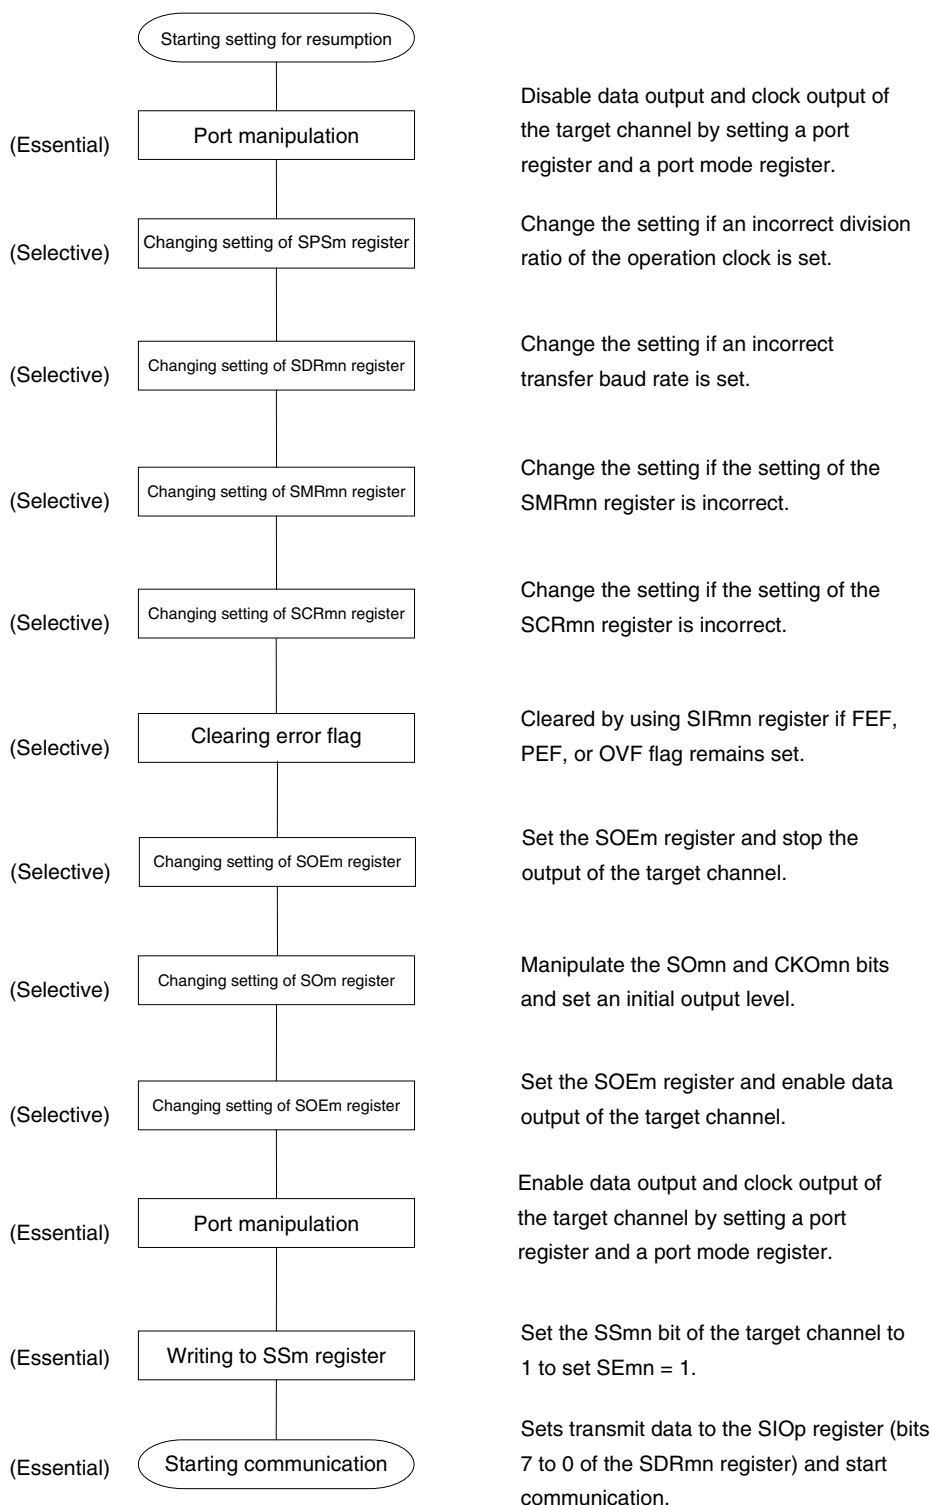 Starting setting for resumption
(Essential)
Port manipulation
Disable data output and clock output of
the target channel by setting a port
register and a port mode register.
(Selective)
Changing setting of SPSm register
Change the setting if an incorrect division
ratio of the operation clock is set.
(Selective)
Changing setting of SDRmn register
Change the setting if an incorrect
transfer baud rate is set.
(Selective)
Changing setting of SMRmn register
Change the setting if the setting of the
SMRmn register is incorrect.
(Selective)
Changing setting of SCRmn register
Change the setting if the setting of the
SCRmn register is incorrect.
(Selective)
Clearing error flag
Cleared by using SIRmn register if FEF,
PEF, or OVF flag remains set.
(Selective)
Changing setting of SOEm register
Set the SOEm register and stop the
output of the target channel.
(Selective)
Changing setting of SOm register
Manipulate the SOmn and CKOmn bits
and set an initial output level.
(Selective)
Changing setting of SOEm register
Set the SOEm register and enable data
output of the target channel.
(Essential)
Port manipulation
Enable data output and clock output of
the target channel by setting a port
register and a port mode register.
(Essential)
Writing to SSm register
Set the SSmn bit of the target channel to
1 to set SEmn = 1.
(Essential)
Starting communication
Sets transmit data to the SIOp register (bits
7 to 0 of the SDRmn register) and start
communication.